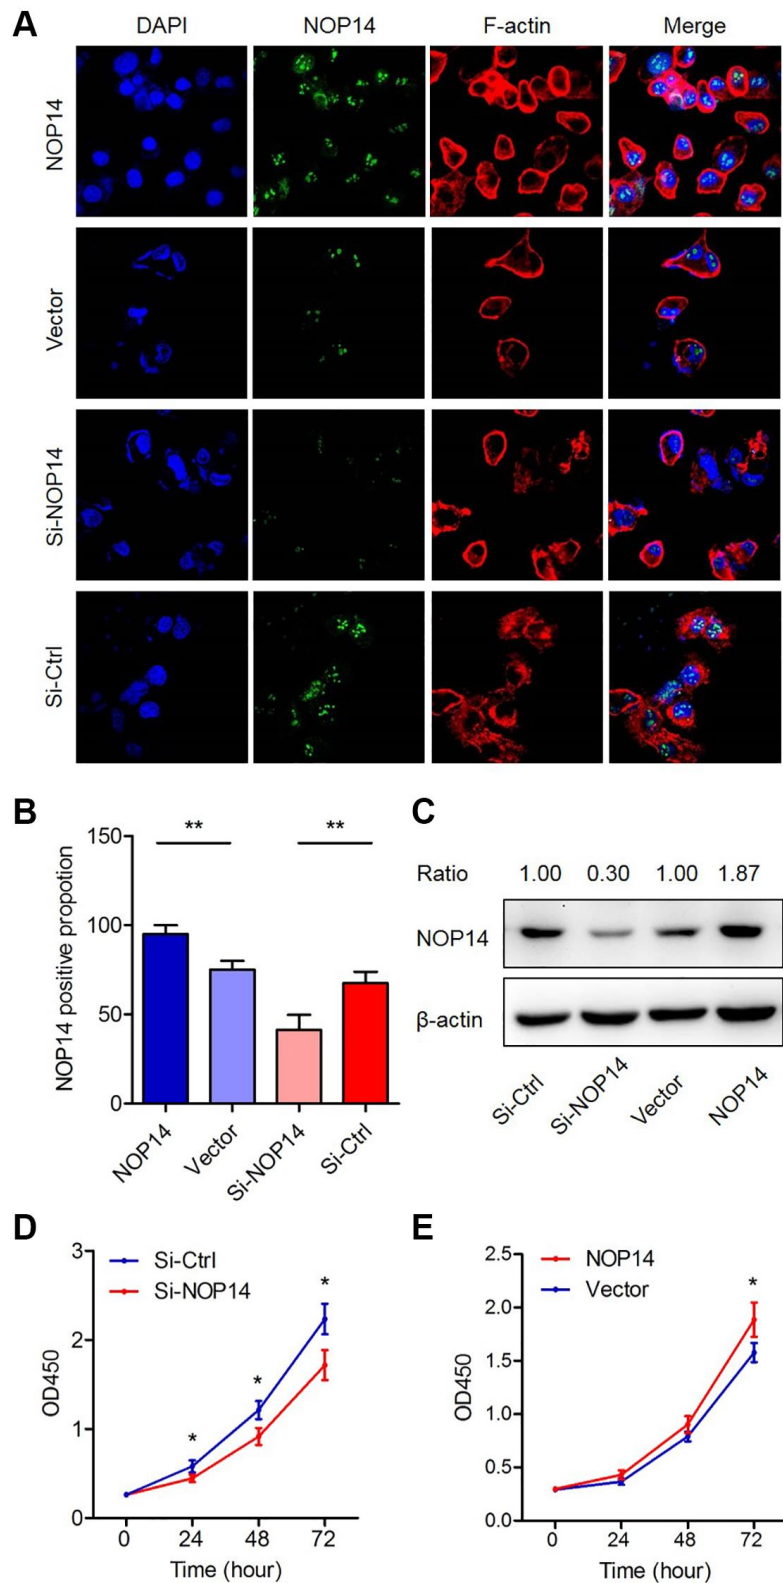 A
DAPI NOP14 F-actin Merge
NOP14
Vector
Si-NOP14
Si-Ctrl
B
NOP14 positive propotion
150
100
50
0
** **
NOP14 Vector Si-NOP14 Si-Ctrl
C
Ratio 1.00 0.30 1.00 1.87
NOP14
β-actin
Si-Ctrl Si-NOP14 Vector NOP14
D
OD450
3
2
1
0
Si-Ctrl
Si-NOP14
* * *
0 24 48 72
Time (hour)
E
OD450
2.5
2.0
1.5
1.0
0.5
0.0
NOP14
Vector
*
0 24 48 72
Time (hour)